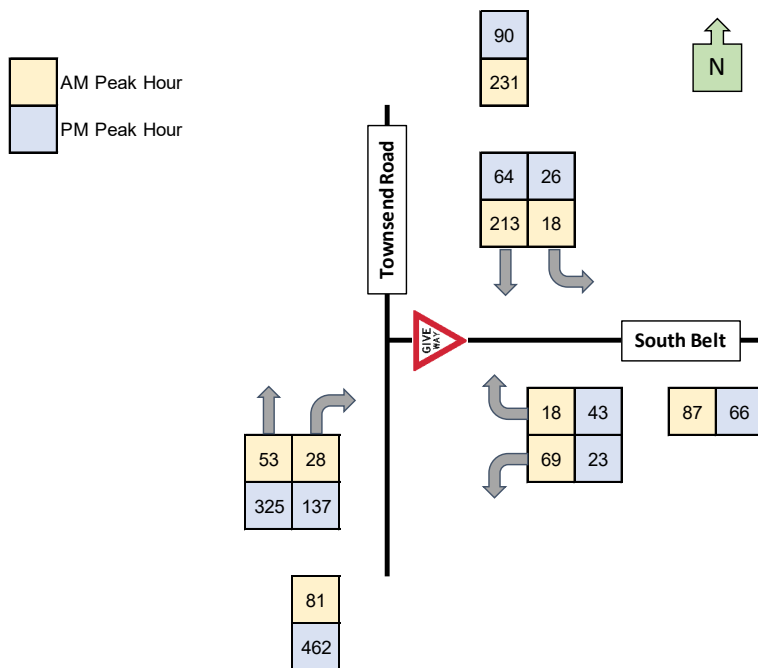 90
N
231
AM Peak Hour
PM Peak Hour
64 26
213 18
Townsend Road
GIVE
WAY
South Belt
18 43
87 66
69 23
53 28
325 137
81
462